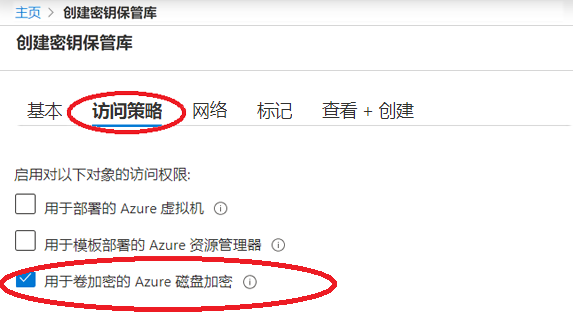 主页 > 创建密钥保管库
创建密钥保管库
基本 访问策略 网络 标记 查看 + 创建
启用对以下对象的访问权限:
用于部署的 Azure 虚拟机
用于模板部署的 Azure 资源管理器
用于卷加密的 Azure 磁盘加密